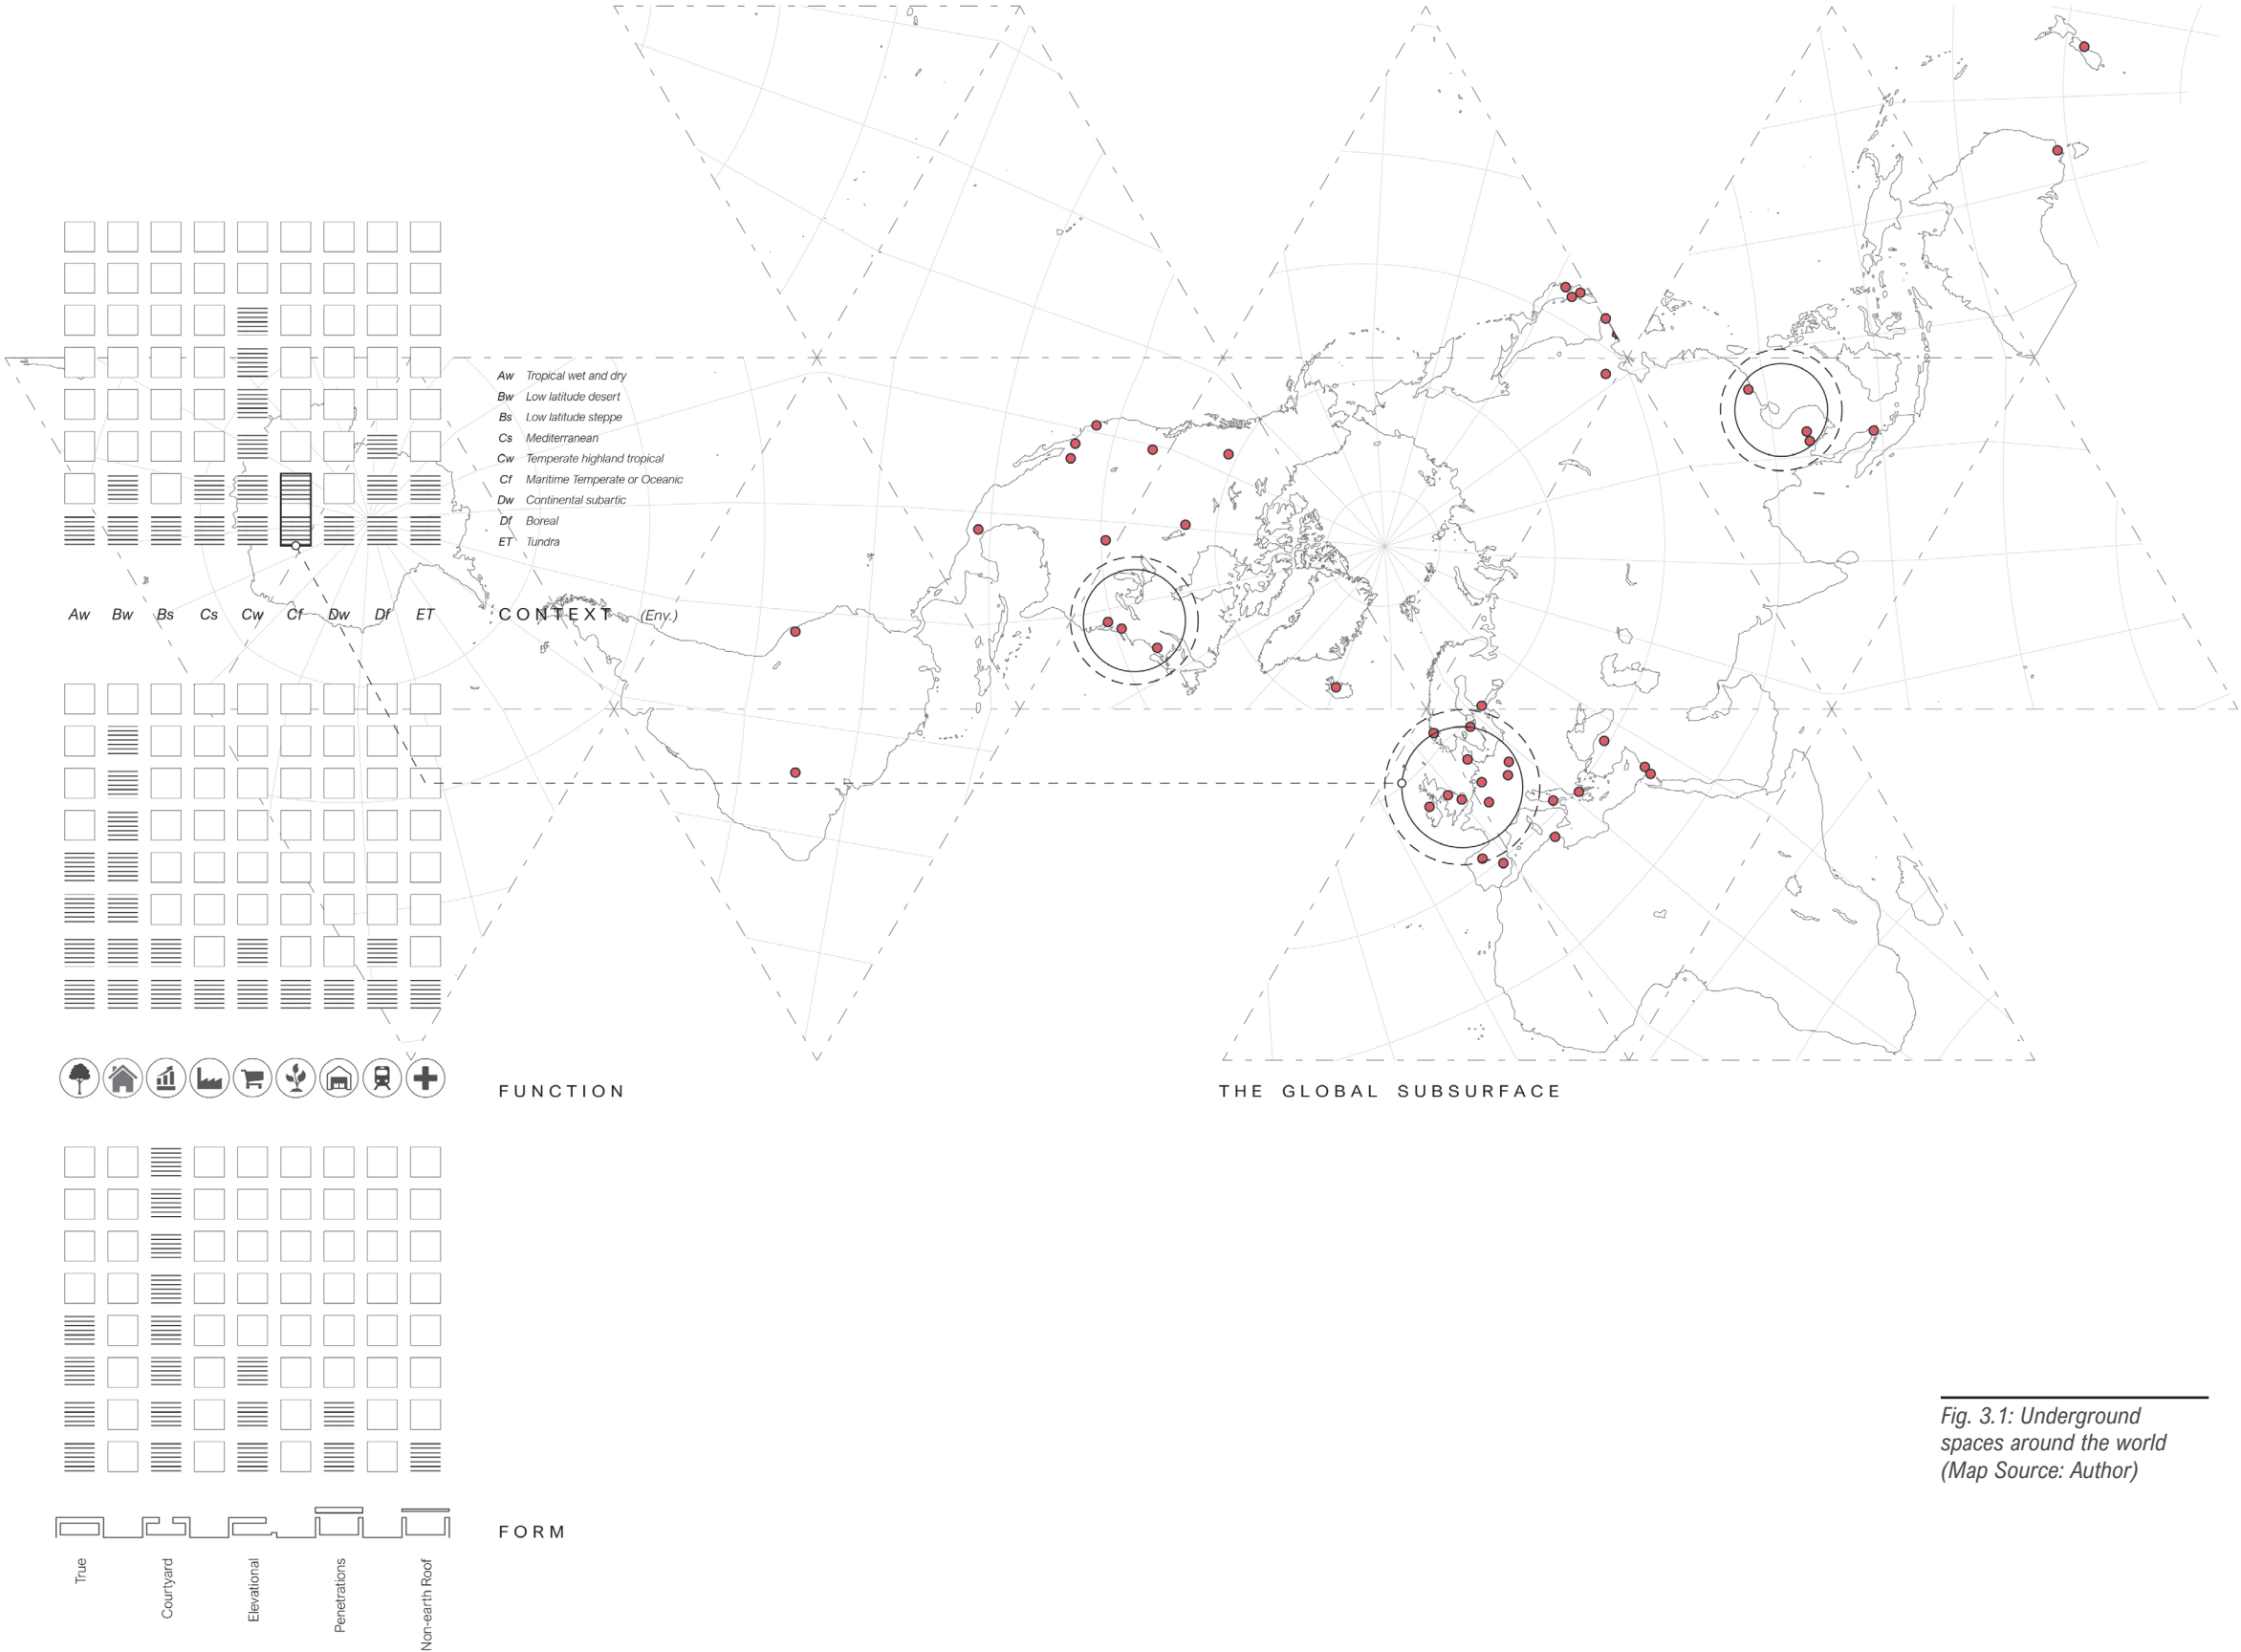 Aw Tropical wet and dry
Bw Low latitude desert
Bs Low latitude steppe
Cs Mediterranean
Cw Temperate highland tropical
Cf Maritime Temperate or Oceanic
Dw Continental subartic
Df Boreal
ET Tundra
Aw Bw Bs Cs Cw Cf Dw Df ET
CONTEXT (Env.)
FUNCTION
THE GLOBAL SUBSURFACE
FORM
True
Courtyard
Elevational
Penetrations
Non-earth Roof
Fig. 3.1: Underground
spaces around the world
(Map Source: Author)